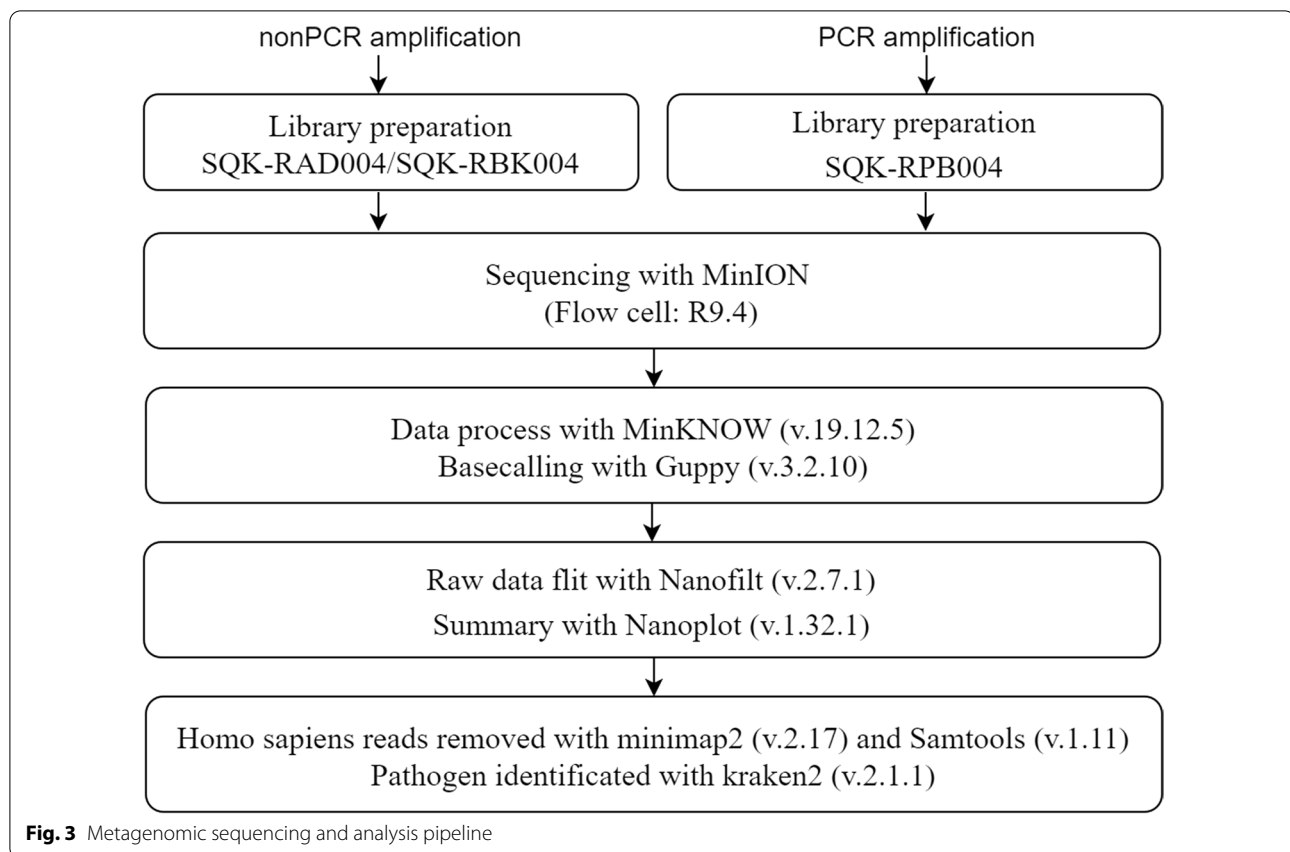 nonPCR amplification
PCR amplification
Library preparation
SQK-RAD004/SQK-RBK004
Library preparation
SQK-RPB004
Sequencing with MinION
(Flow cell: R9.4)
Data process with MinKNOW (v.19.12.5)
Basecalling with Guppy (v.3.2.10)
Raw data flit with Nanofilt (v.2.7.1)
Summary with Nanoplot (v.1.32.1)
Homo sapiens reads removed with minimap2 (v.2.17) and Samtools (v.1.11)
Pathogen identificated with kraken2 (v.2.1.1)
Fig. 3 Metagenomic sequencing and analysis pipeline